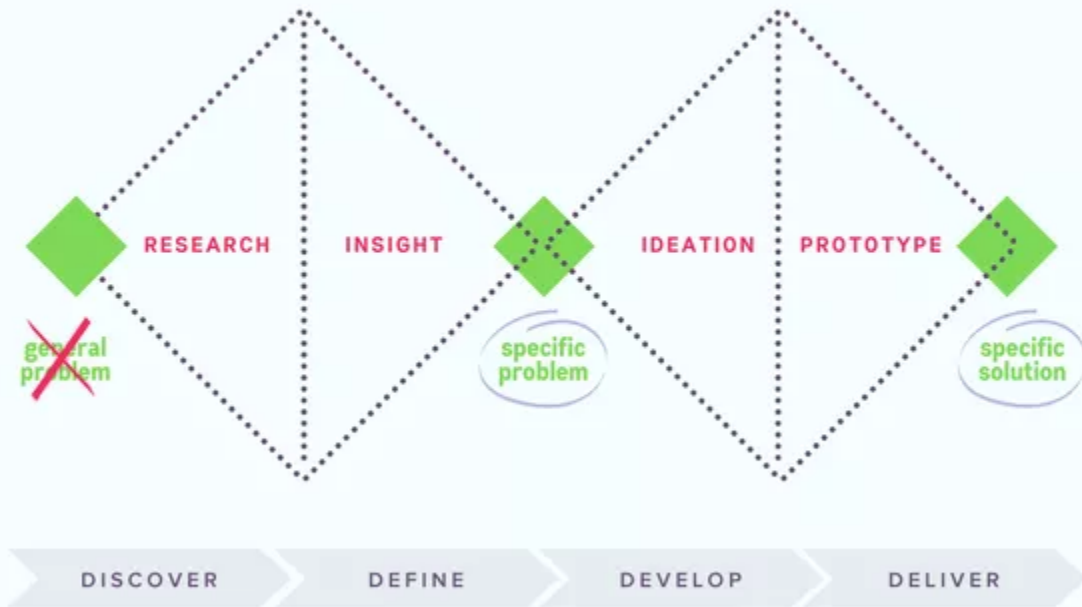 RESEARCH
INSIGHT
IDEATION
PROTOTYPE
general
problem
specific
problem
specific
solution
DISCOVER
DEFINE
DEVELOP
DELIVER